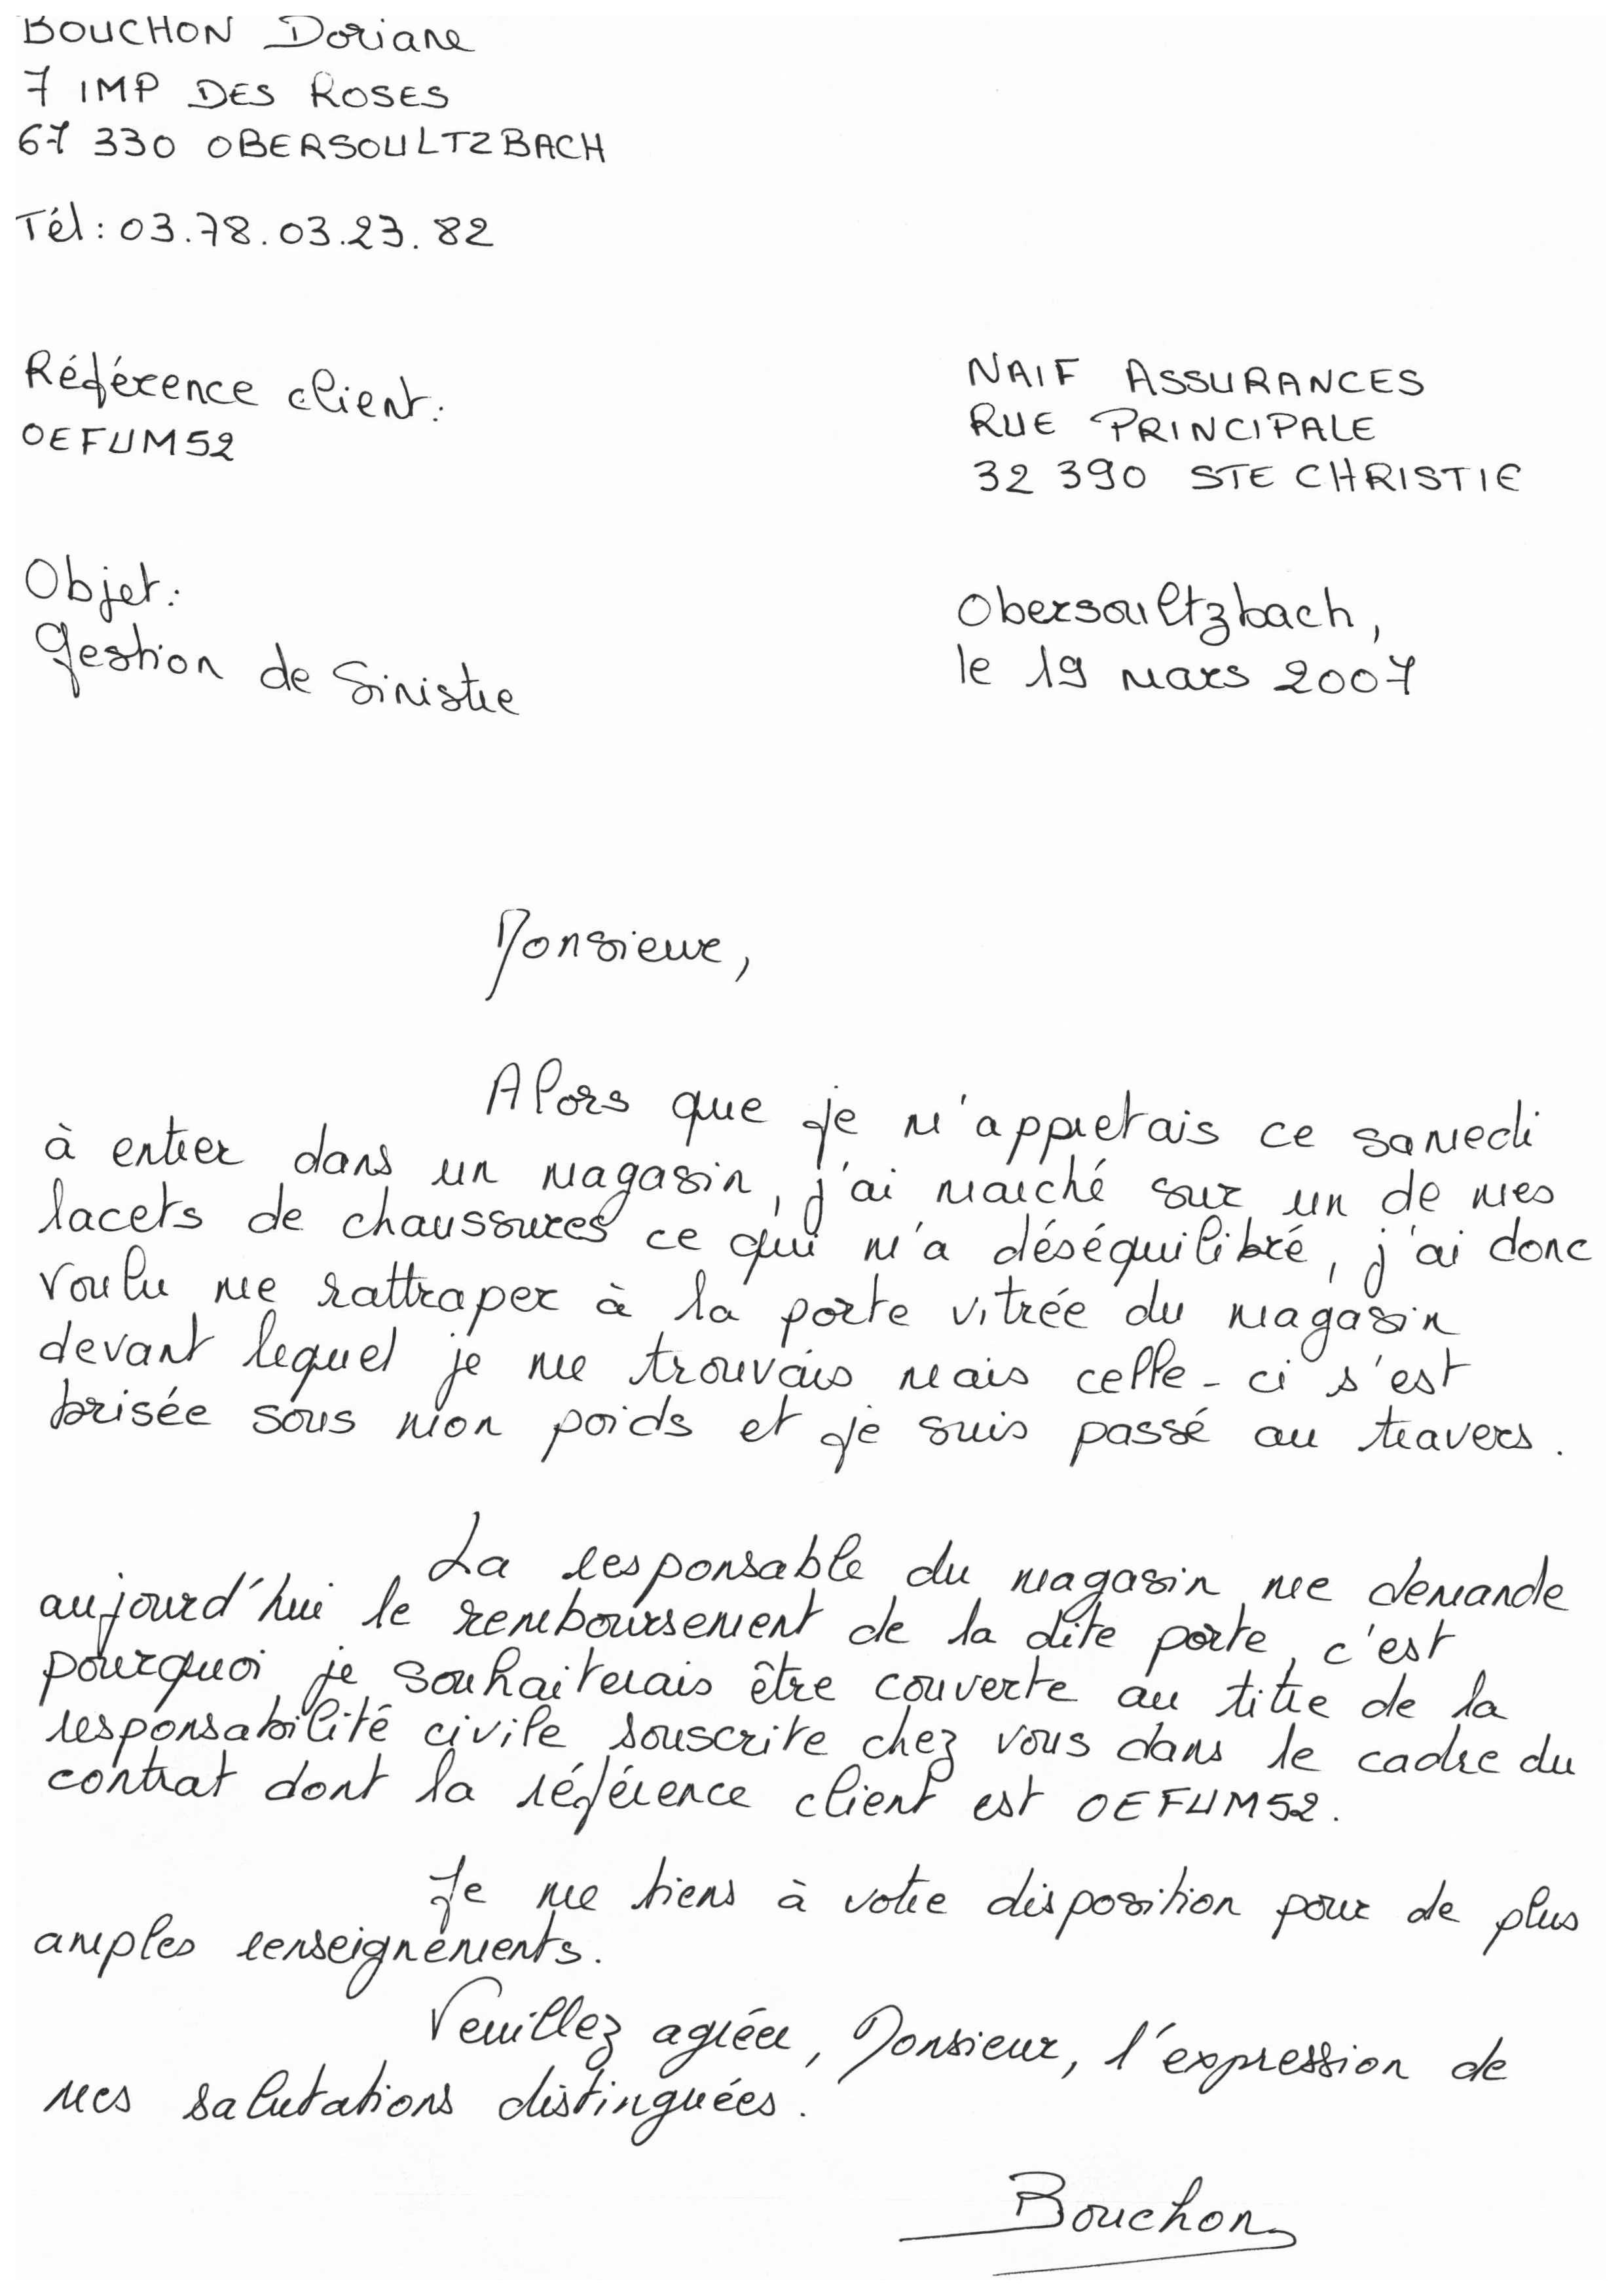 BOUCHON Doriane
7 IMP DES ROSES
67 330 OBERSOULTZBACH
Tél : 03.78.03.23.82
Référence client :
OEFUM52
NAIF ASSURANCES
RUE PRINCIPALE
32 390 STE CHRISTIE
Objet :
Gestion de Sinistre
Obersoultzbach,
le 19 mars 2007
Monsieur,
Alors que je m'appretais ce samedi
à entrer dans un magasin, j'ai marché sur un de mes
lacets de chaussures ce qui m'a déséquilibré, j'ai donc
voulu me rattraper à la porte vitrée du magasin
devant lequel je me trouvais mais celle-ci s'est
brisée sous mon poids et je suis passé au travers.
La responsable du magasin me demande
aujourd'hui le remboursement de la dite porte, c'est
pourquoi je souhaiterais être couverte au titre de la
responsabilité civile souscrite chez vous dans le cadre du
contrat dont la référence client est OEFUM52.
Je me tiens à votre disposition pour de plus
amples renseignements.
Veuillez agréer, Monsieur, l'expression de
mes salutations distinguées.
Bouchon